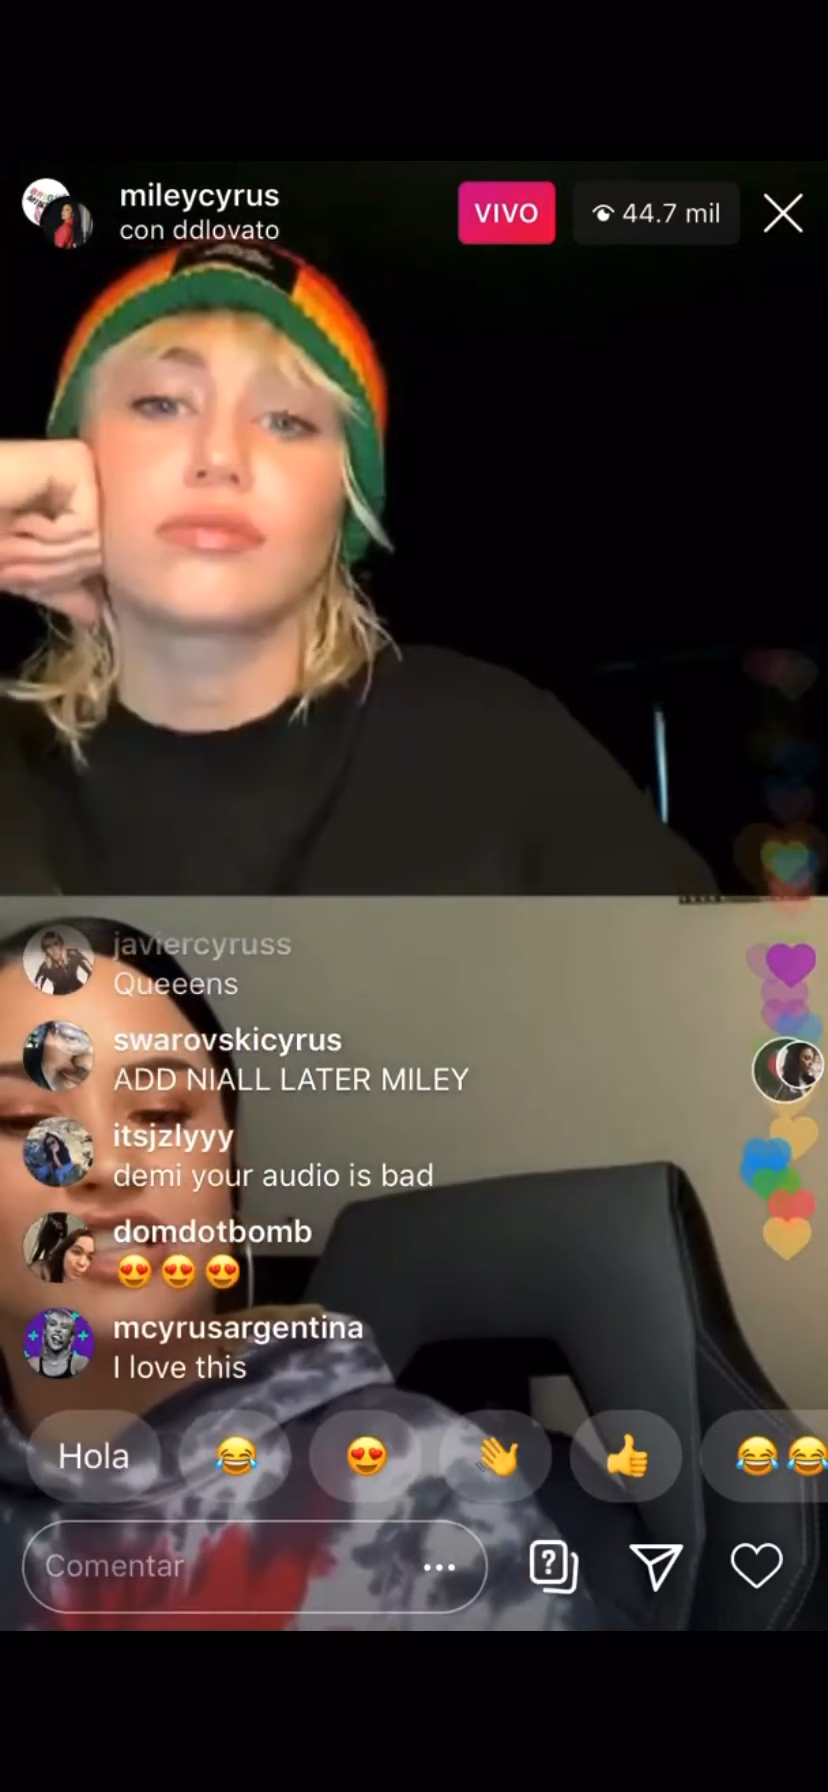 mileycyrus
con ddlovato
VIVO
44.7 mil
javiercyruss
Queeens
swarovskicyrus
ADD NIALL LATER MILEY
itsjzlyyy
demi your audio is bad
domdotbomb
😍😍😍
mcyrusargentina
I love this
Hola 😂 😍 👋 👍 😂😂
Comentar